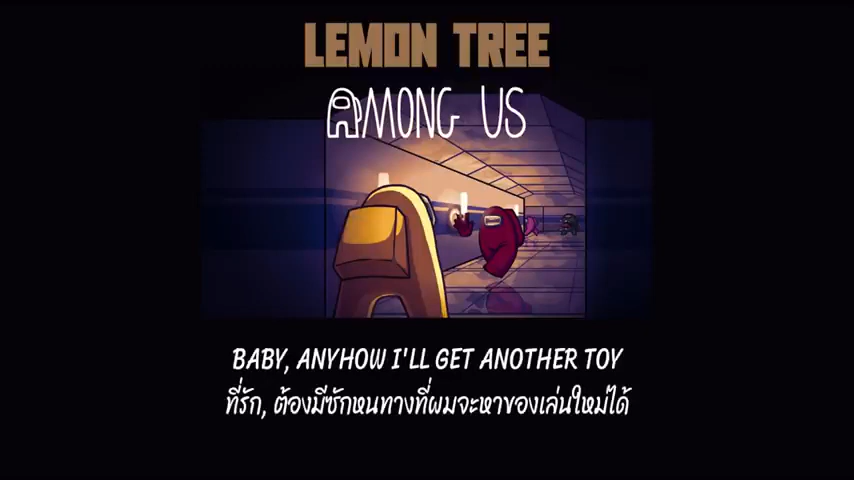 LEMON TREE
AMONG US
BABY, ANYHOW I'LL GET ANOTHER TOY
ที่รัก, ต้องมีซักหนทางที่ผมจะหาของเล่นใหม่ได้